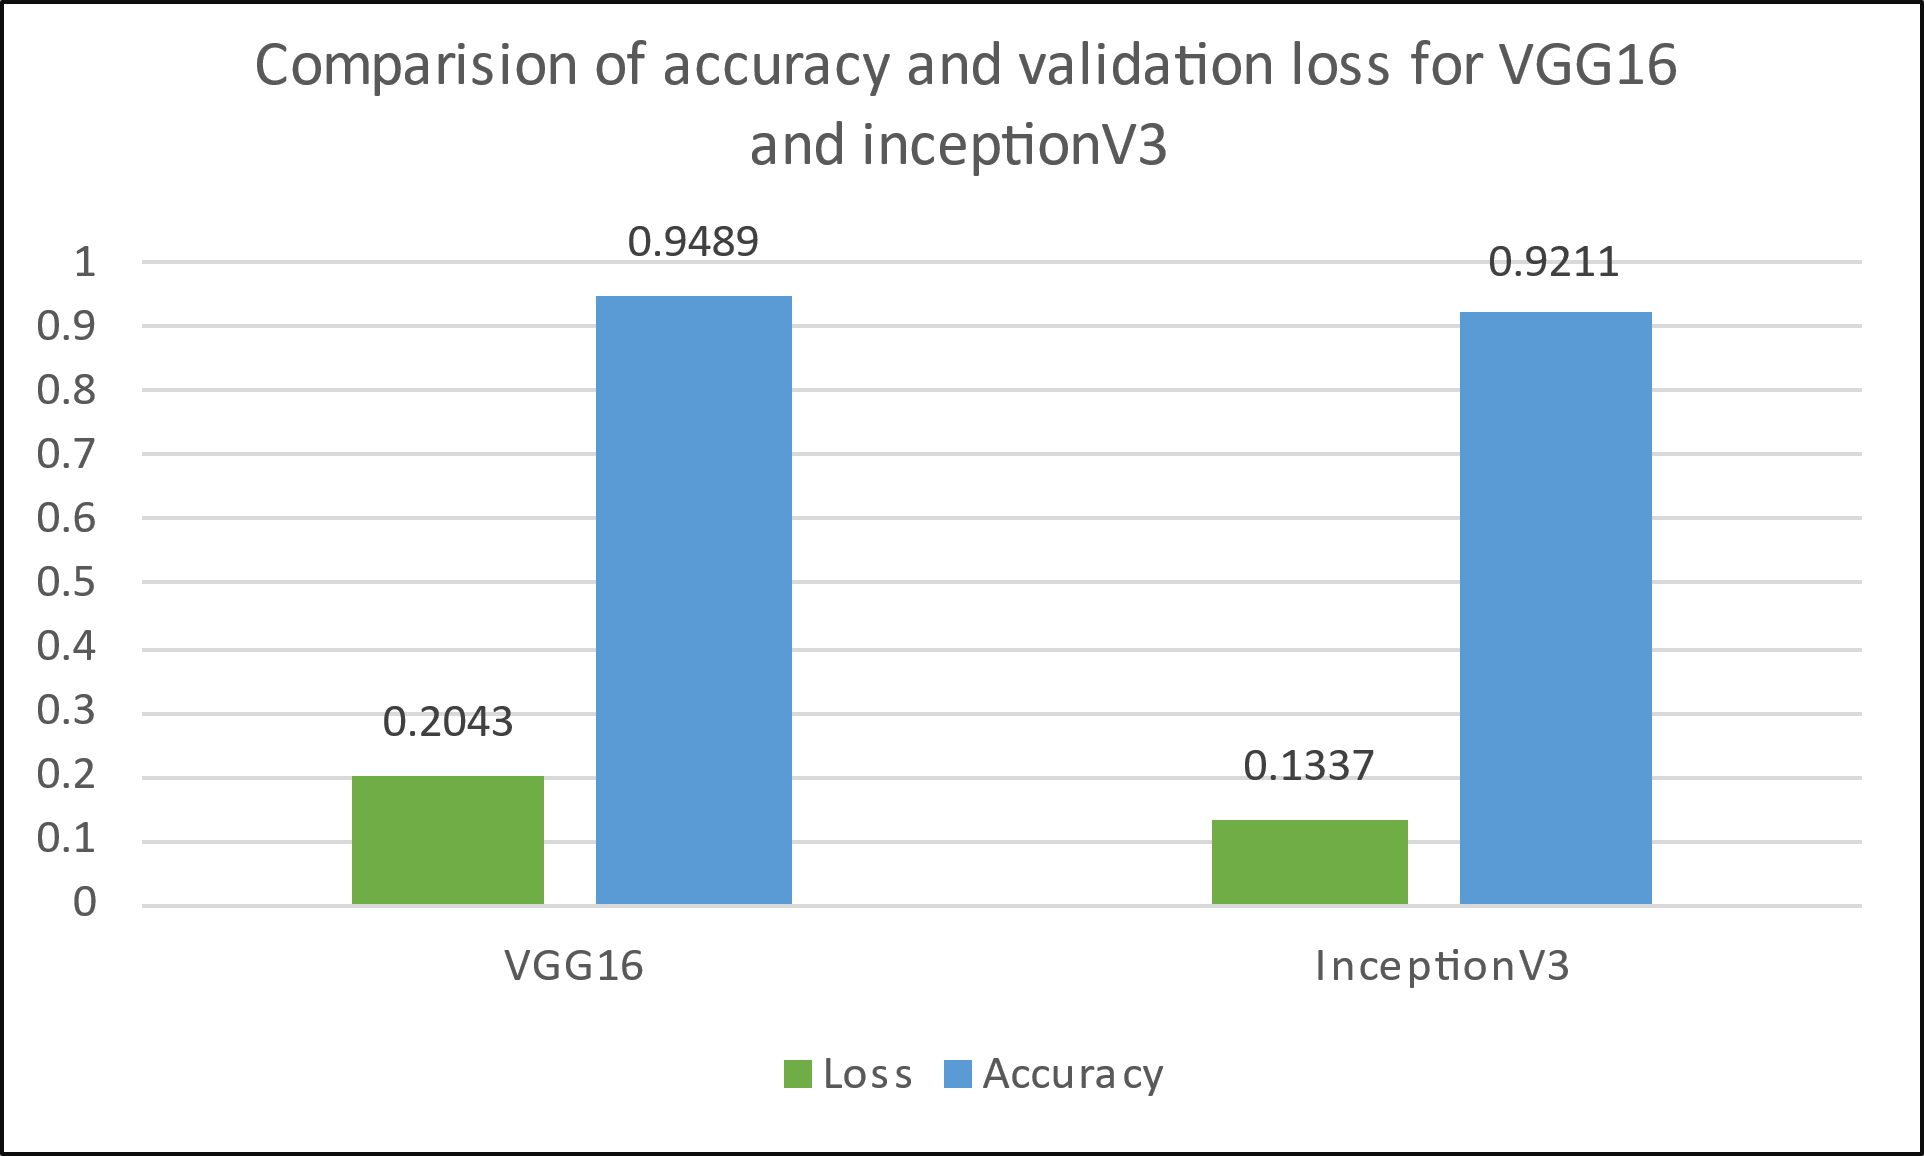 Comparision of accuracy and validation loss for VGG16
and inceptionV3
1
0.9
0.8
0.7
0.6
0.5
0.4
0.3
0.2
0.1
0
0.2043
0.9489
0.1337
0.9211
VGG16
InceptionV3
Loss
Accuracy